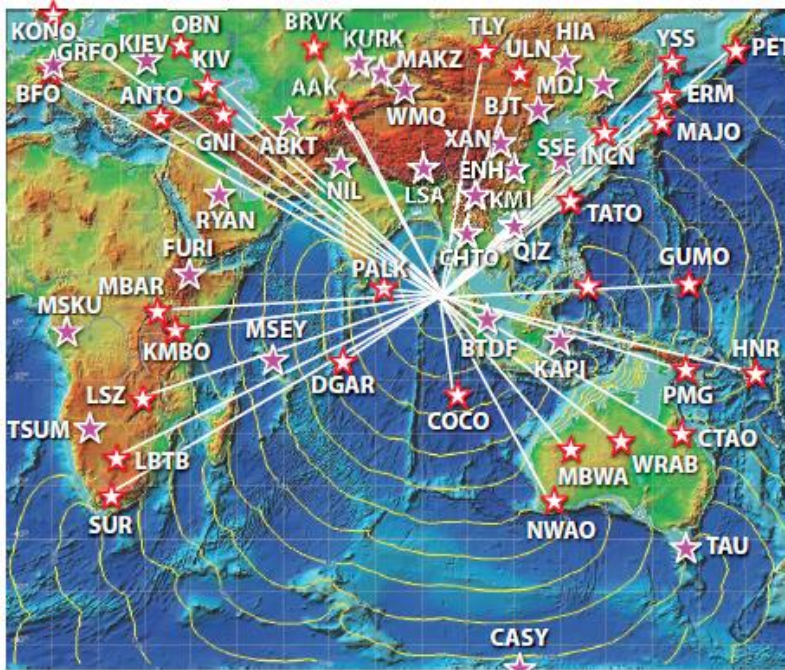 OBN
BRVK
TLY
HIA
KONO
GRFO
KIEV
KIV
KURK
ULN
YSS
PET
MAKZ
BFO
ANTO
AAK
WMQ
BJT
MDJ
ERM
GNI
ABKT
XAN
SSE
INCN
MAJO
NIL
LSA
ENH
KMI
RYAN
TATO
CHTO
QIZ
FURI
PALK
GUMO
MBAR
MSKU
KMBO
MSEY
BTDF
KAPI
HNR
DGAR
LSZ
COCO
PMG
TSUM
CTAO
LBTB
MBWA
WRAB
SUR
NWAO
TAU
CASY